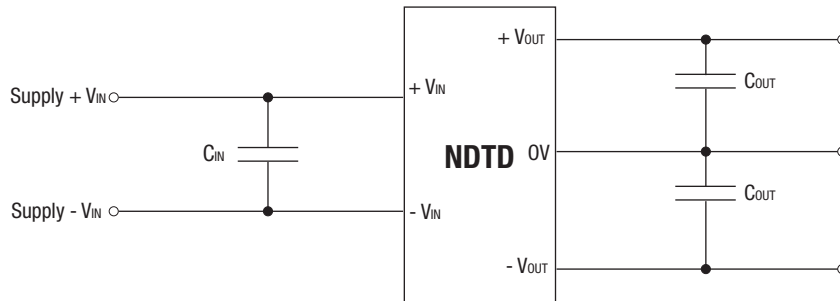 + VOUT
Supply + VIN
+ VIN
COUT
CIN
NDTD
0V
COUT
Supply - VIN
- VIN
- VOUT